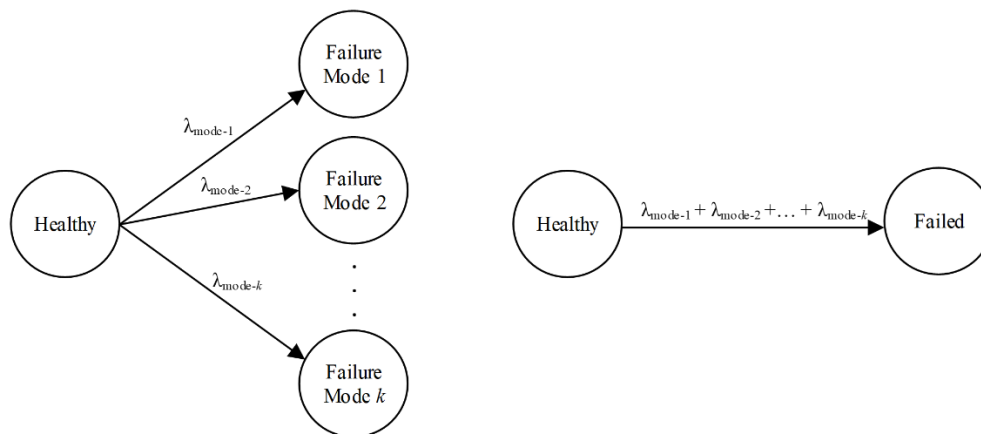 Failure
Mode 1
λmode-1
Failure
Mode 2
λmode-2
Healthy
λmode-k
.
.
.
Failure
Mode k
Healthy
λmode-1 + λmode-2 +… + λmode-k
Failed